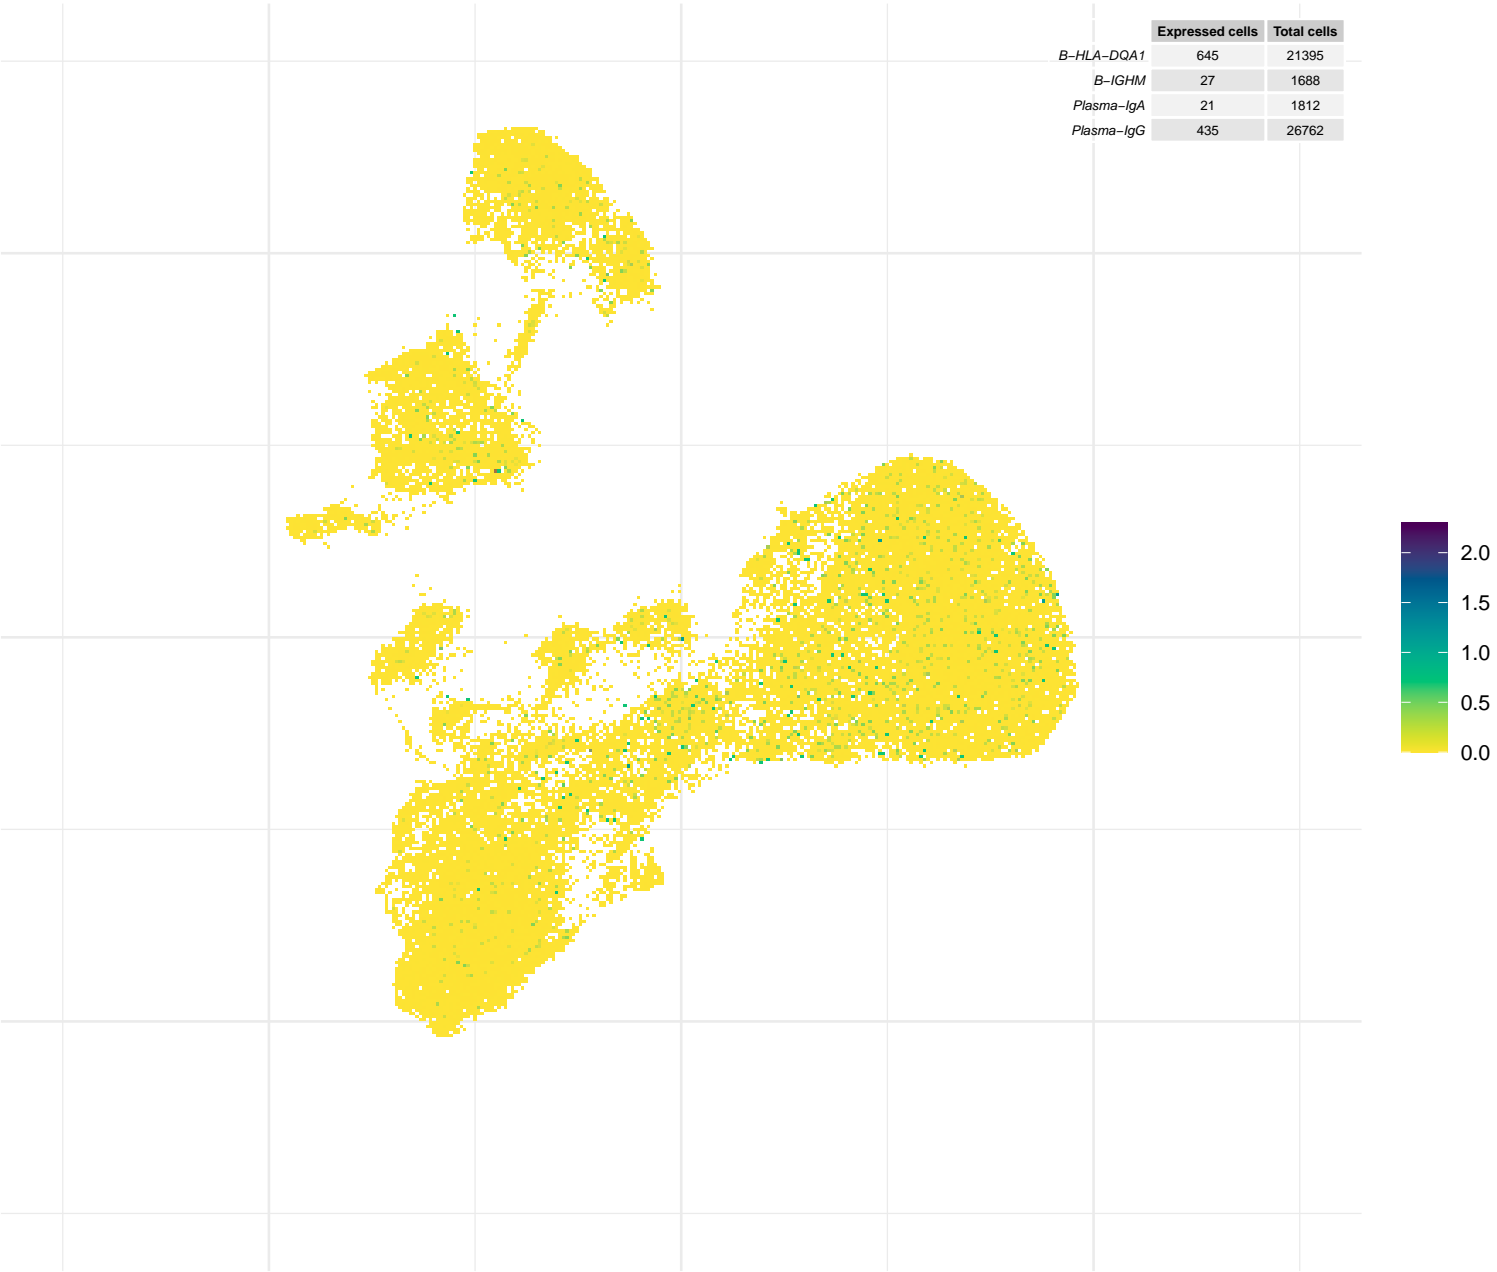 Expressed cells Total cells
B−HLA−DQA1 645 21395
B−IGHM 27 1688
Plasma−IgA 21 1812
Plasma−IgG 435 26762
2.0
1.5
1.0
0.5
0.0